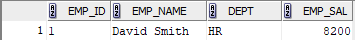 EMP_ID EMP_NAME DEPT EMP_SAL
1 1 David Smith HR 8200